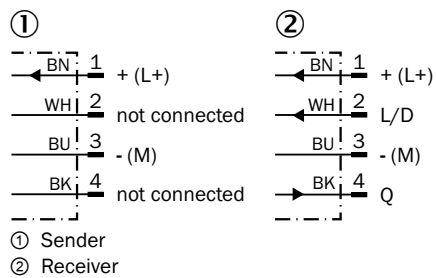 ① ②
BN 1 + (L+) BN 1 + (L+)
WH 2 not connected WH 2 L/D
BU 3 - (M) BU 3 - (M)
BK 4 not connected BK 4 Q
① Sender
② Receiver